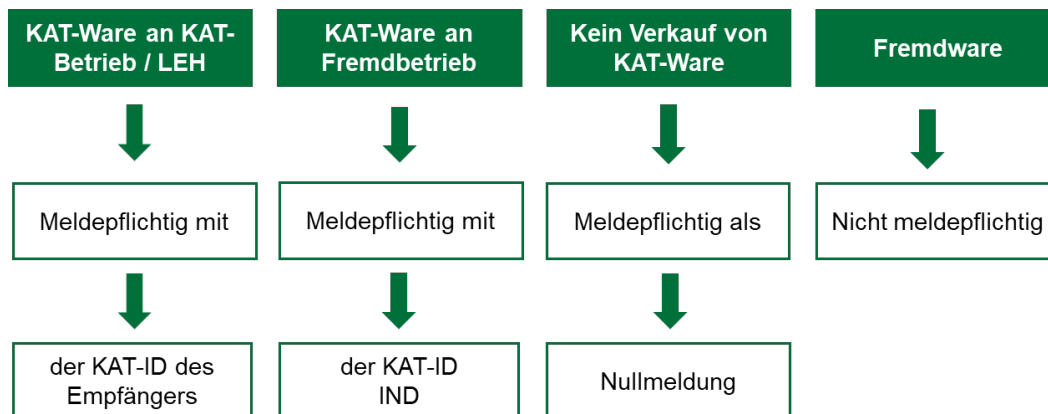 KAT-Ware an KAT-
Betrieb / LEH
KAT-Ware an
Fremdbetrieb
Kein Verkauf von
KAT-Ware
Fremdware
Meldepflichtig mit
Meldepflichtig mit
Meldepflichtig als
Nicht meldepflichtig
der KAT-ID des
Empfängers
der KAT-ID
IND
Nullmeldung